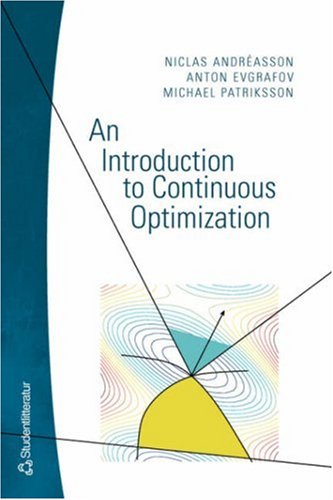 NICLAS ANDRÉASSON
ANTON EVGRAFOV
MICHAEL PATRIKSSON
An
Introduction
to Continuous
Optimization
Studentlitteratur